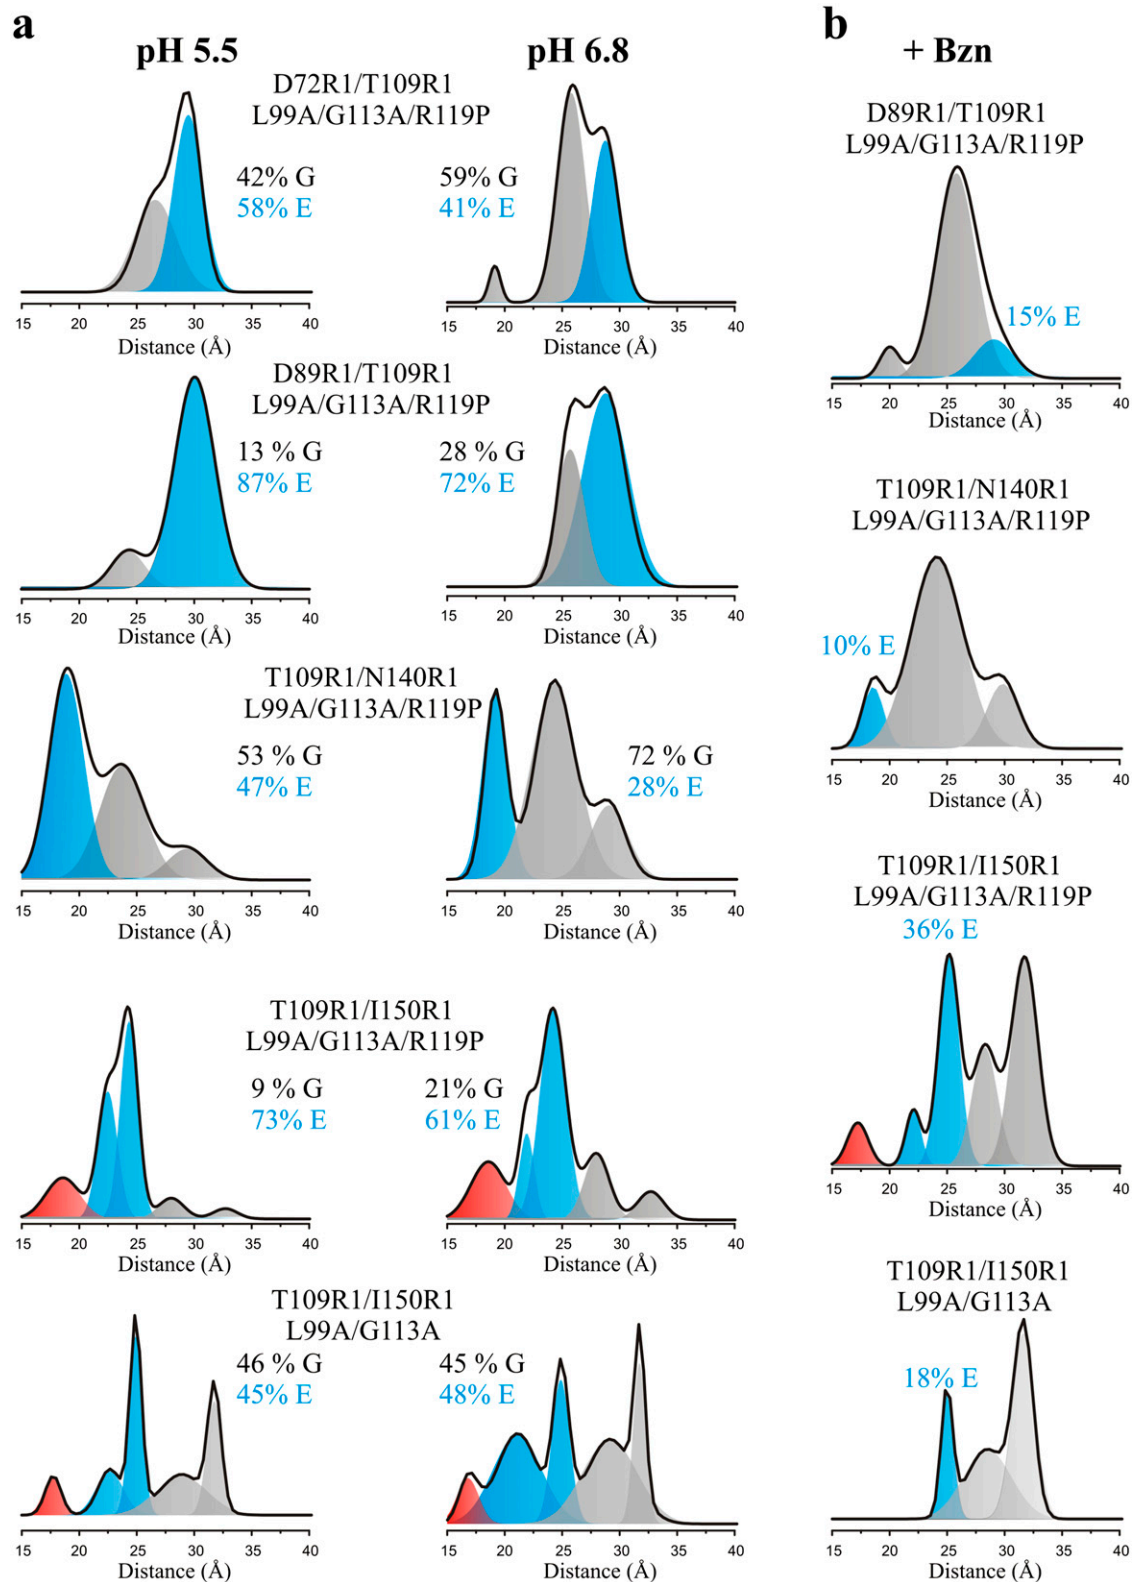 a
pH 5.5
pH 6.8
D72R1/T109R1
L99A/G113A/R119P
42% G
58% E
59% G
41% E
15 20 25 30 35 40
Distance (Å)
15 20 25 30 35 40
Distance (Å)
D89R1/T109R1
L99A/G113A/R119P
13 % G
87% E
28 % G
72% E
15 20 25 30 35 40
Distance (Å)
15 20 25 30 35 40
Distance (Å)
T109R1/N140R1
L99A/G113A/R119P
53 % G
47% E
72 % G
28% E
15 20 25 30 35 40
Distance (Å)
15 20 25 30 35 40
Distance (Å)
T109R1/I150R1
L99A/G113A/R119P
9 % G
73% E
21% G
61% E
15 20 25 30 35 40
Distance (Å)
15 20 25 30 35 40
Distance (Å)
T109R1/I150R1
L99A/G113A
46 % G
45% E
45 % G
48% E
15 20 25 30 35 40
Distance (Å)
15 20 25 30 35 40
Distance (Å)
b
+ Bzn
D89R1/T109R1
L99A/G113A/R119P
15% E
15 20 25 30 35 40
Distance (Å)
T109R1/N140R1
L99A/G113A/R119P
10% E
15 20 25 30 35 40
Distance (Å)
T109R1/I150R1
L99A/G113A/R119P
36% E
15 20 25 30 35 40
Distance (Å)
T109R1/I150R1
L99A/G113A
18% E
15 20 25 30 35 40
Distance (Å)